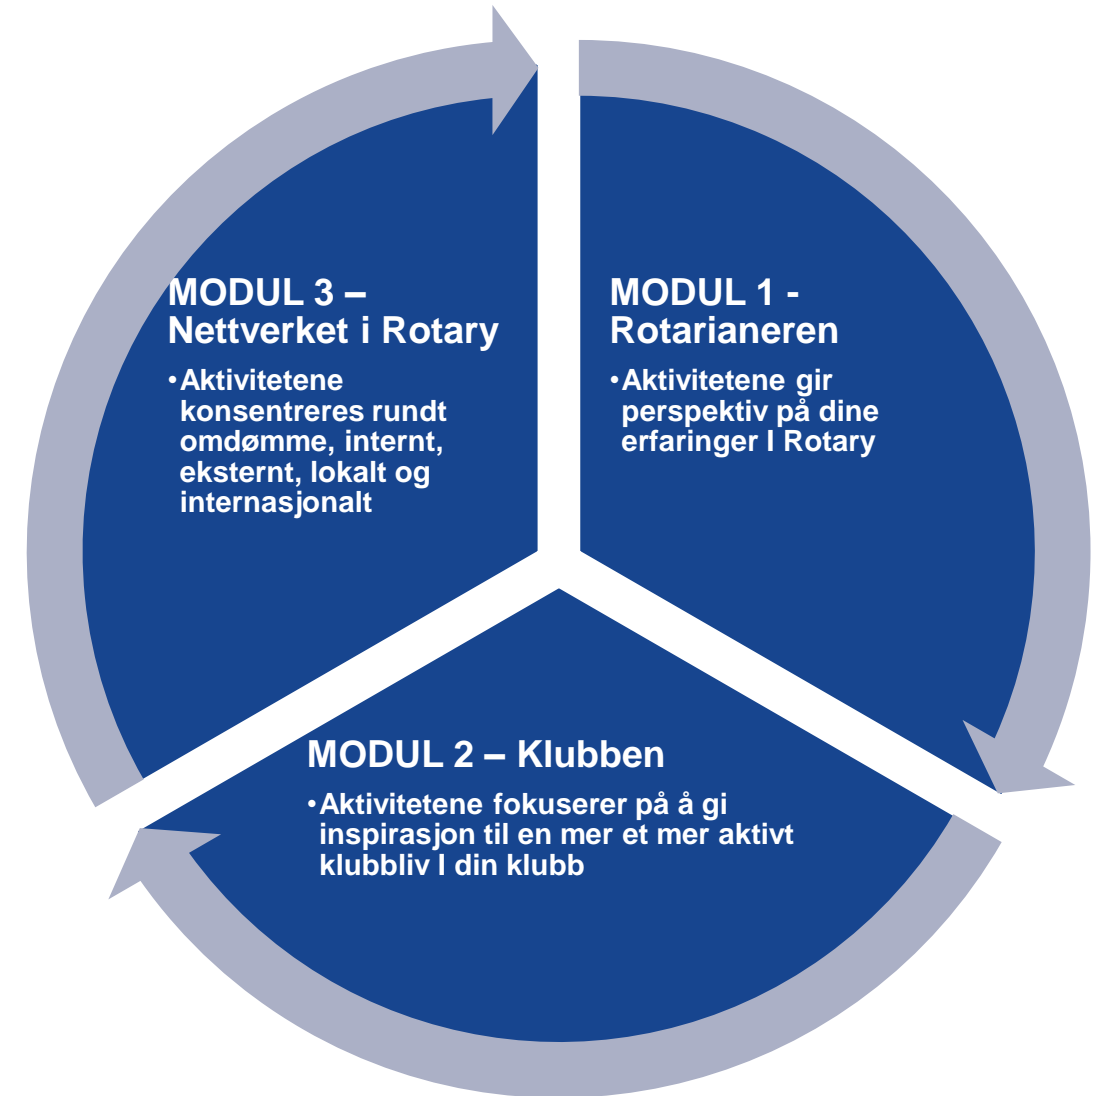 MODUL 1 -
Rotarianeren
•Aktivitetene gir
perspektiv på dine
erfaringer I Rotary
MODUL 2 – Klubben
•Aktivitetene fokuserer på å gi
inspirasjon til en mer et mer aktivt
klubbliv I din klubb
MODUL 3 –
Nettverket i Rotary
•Aktivitetene
konsentreres rundt
omdømme, internt,
eksternt, lokalt og
internasjonalt